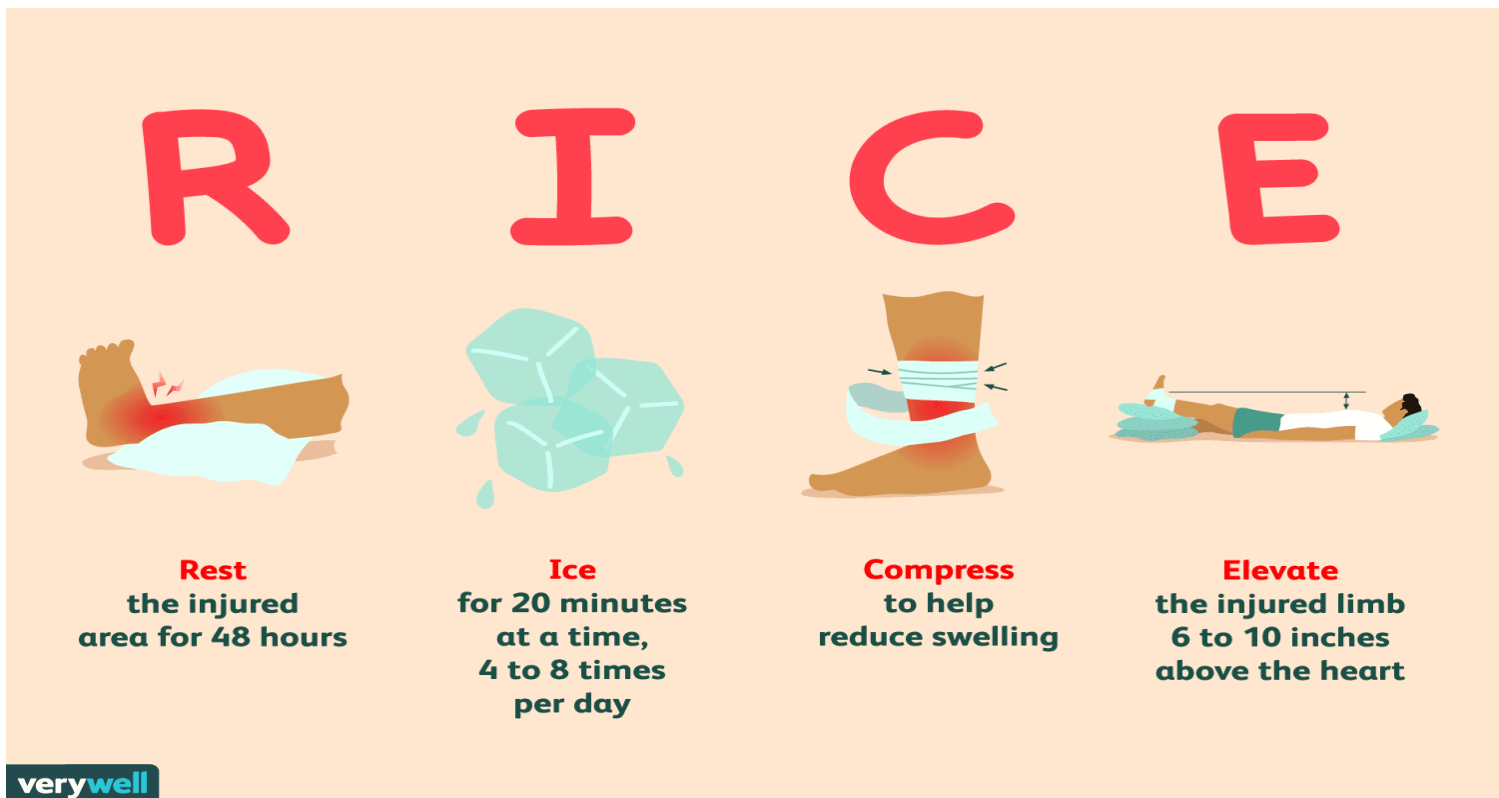 R I C E
Rest
the injured
area for 48 hours
Ice
for 20 minutes
at a time,
4 to 8 times
per day
Compress
to help
reduce swelling
Elevate
the injured limb
6 to 10 inches
above the heart
verywell